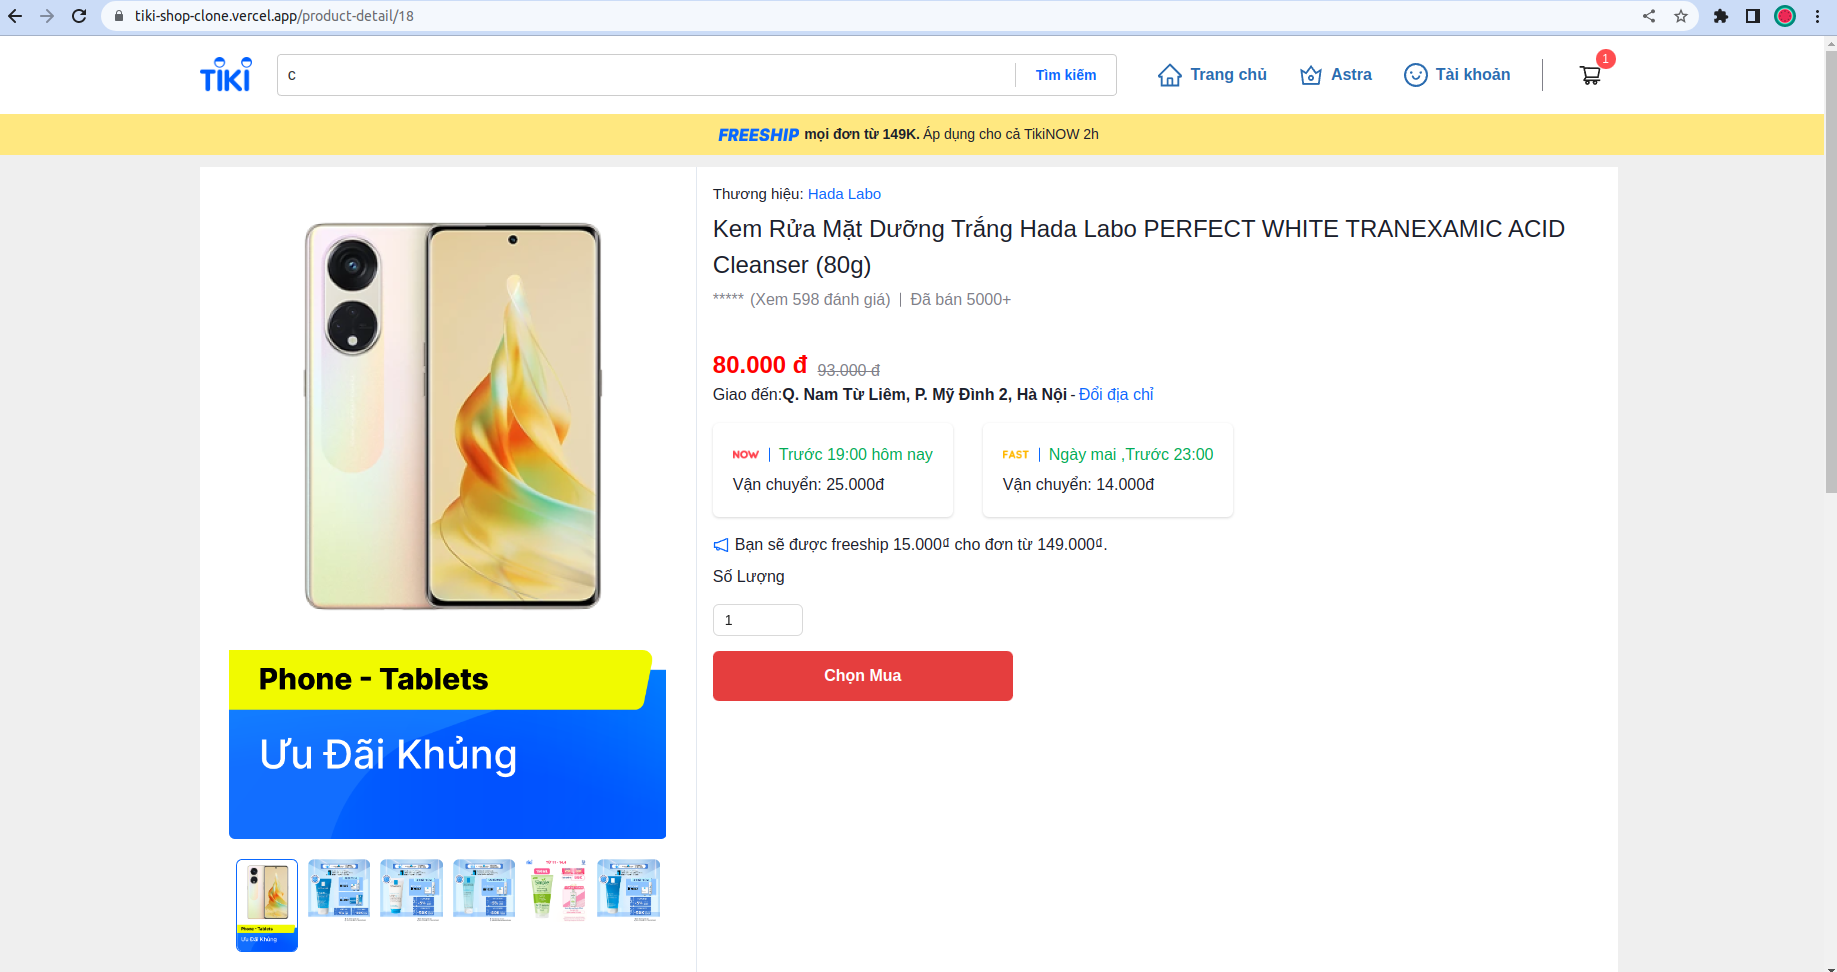 tiki-shop-clone.vercel.app/product-detail/18
TIKI
c
Tìm kiếm
Trang chủ
Astra
Tài khoản
1
FREESHIP mọi đơn từ 149K. Áp dụng cho cả TikiNOW 2h
Thương hiệu: Hada Labo
Kem Rửa Mặt Dưỡng Trắng Hada Labo PERFECT WHITE TRANEXAMIC ACID
Cleanser (80g)
***** (Xem 598 đánh giá) | Đã bán 5000+
80.000 đ 93.000 đ
Giao đến:Q. Nam Từ Liêm, P. Mỹ Đình 2, Hà Nội - Đổi địa chỉ
NOW | Trước 19:00 hôm nay
Vận chuyển: 25.000đ
FAST | Ngày mai ,Trước 23:00
Vận chuyển: 14.000đ
Bạn sẽ được freeship 15.000₫ cho đơn từ 149.000₫.
Số Lượng
1
Chọn Mua
Phone - Tablets
Ưu Đãi Khủng
Phone - Tablets
Ưu Đãi Khủng